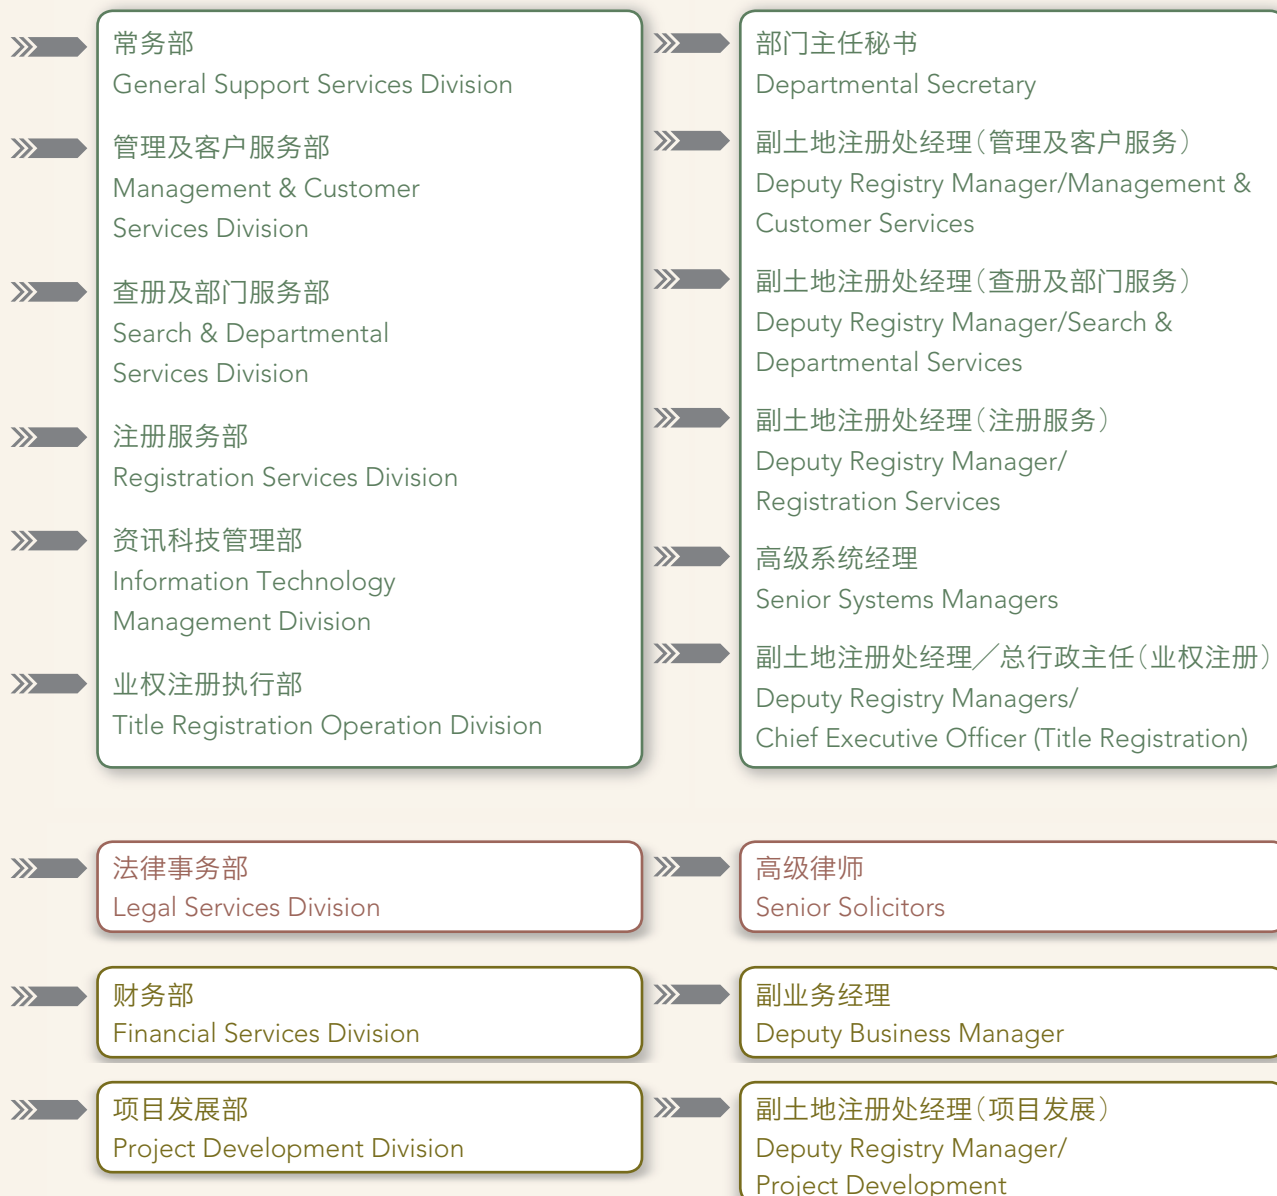 常务部
General Support Services Division
管理及客户服务部
Management & Customer
Services Division
查册及部门服务部
Search & Departmental
Services Division
注册服务部
Registration Services Division
资讯科技管理部
Information Technology
Management Division
业权注册执行部
Title Registration Operation Division
部门主任秘书
Departmental Secretary
副土地注册处经理(管理及客户服务)
Deputy Registry Manager/Management &
Customer Services
副土地注册处经理(查册及部门服务)
Deputy Registry Manager/Search &
Departmental Services
副土地注册处经理(注册服务)
Deputy Registry Manager/
Registration Services
高级系统经理
Senior Systems Managers
副土地注册处经理/总行政主任(业权注册)
Deputy Registry Managers/
Chief Executive Officer (Title Registration)
法律事务部
Legal Services Division
高级律师
Senior Solicitors
财务部
Financial Services Division
副业务经理
Deputy Business Manager
项目发展部
Project Development Division
副土地注册处经理(项目发展)
Deputy Registry Manager/
Project Development